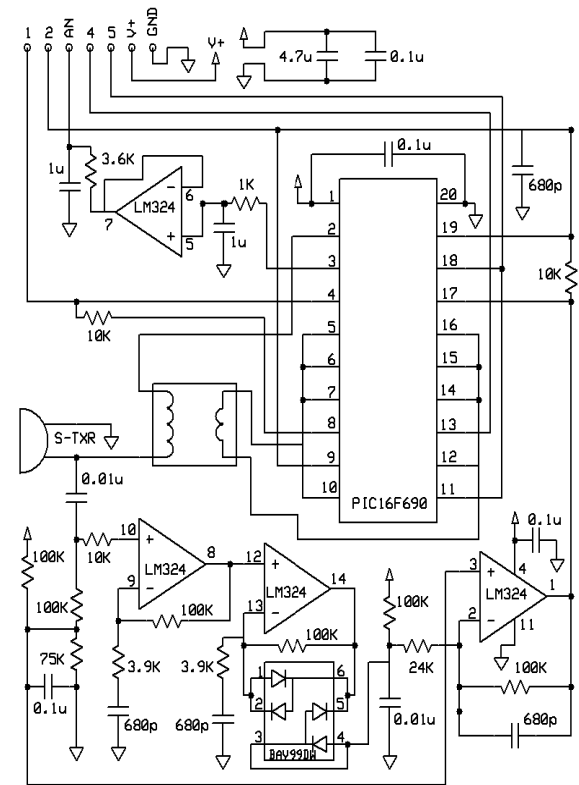 1 2 AN 4 5 V+ GND
V+
4.7u 0.1u
3.6K
1u
LM324
6
7
5
1K
1u
0.1u
680p
1 20
2 19
3 18
4 17
5 16
6 15
7 14
8 13
9 12
10 11
PIC16F690
10K
10K
S-TXR
0.01u
100K
10K
100K
75K
0.1u
10
9
8
LM324
100K
3.9K
680p
12
13
14
LM324
100K
3.9K
680p
1 6
2 5
3 4
BAV99DW
100K
24K
0.01u
0.1u
3
2
4
1
11
LM324
100K
680p